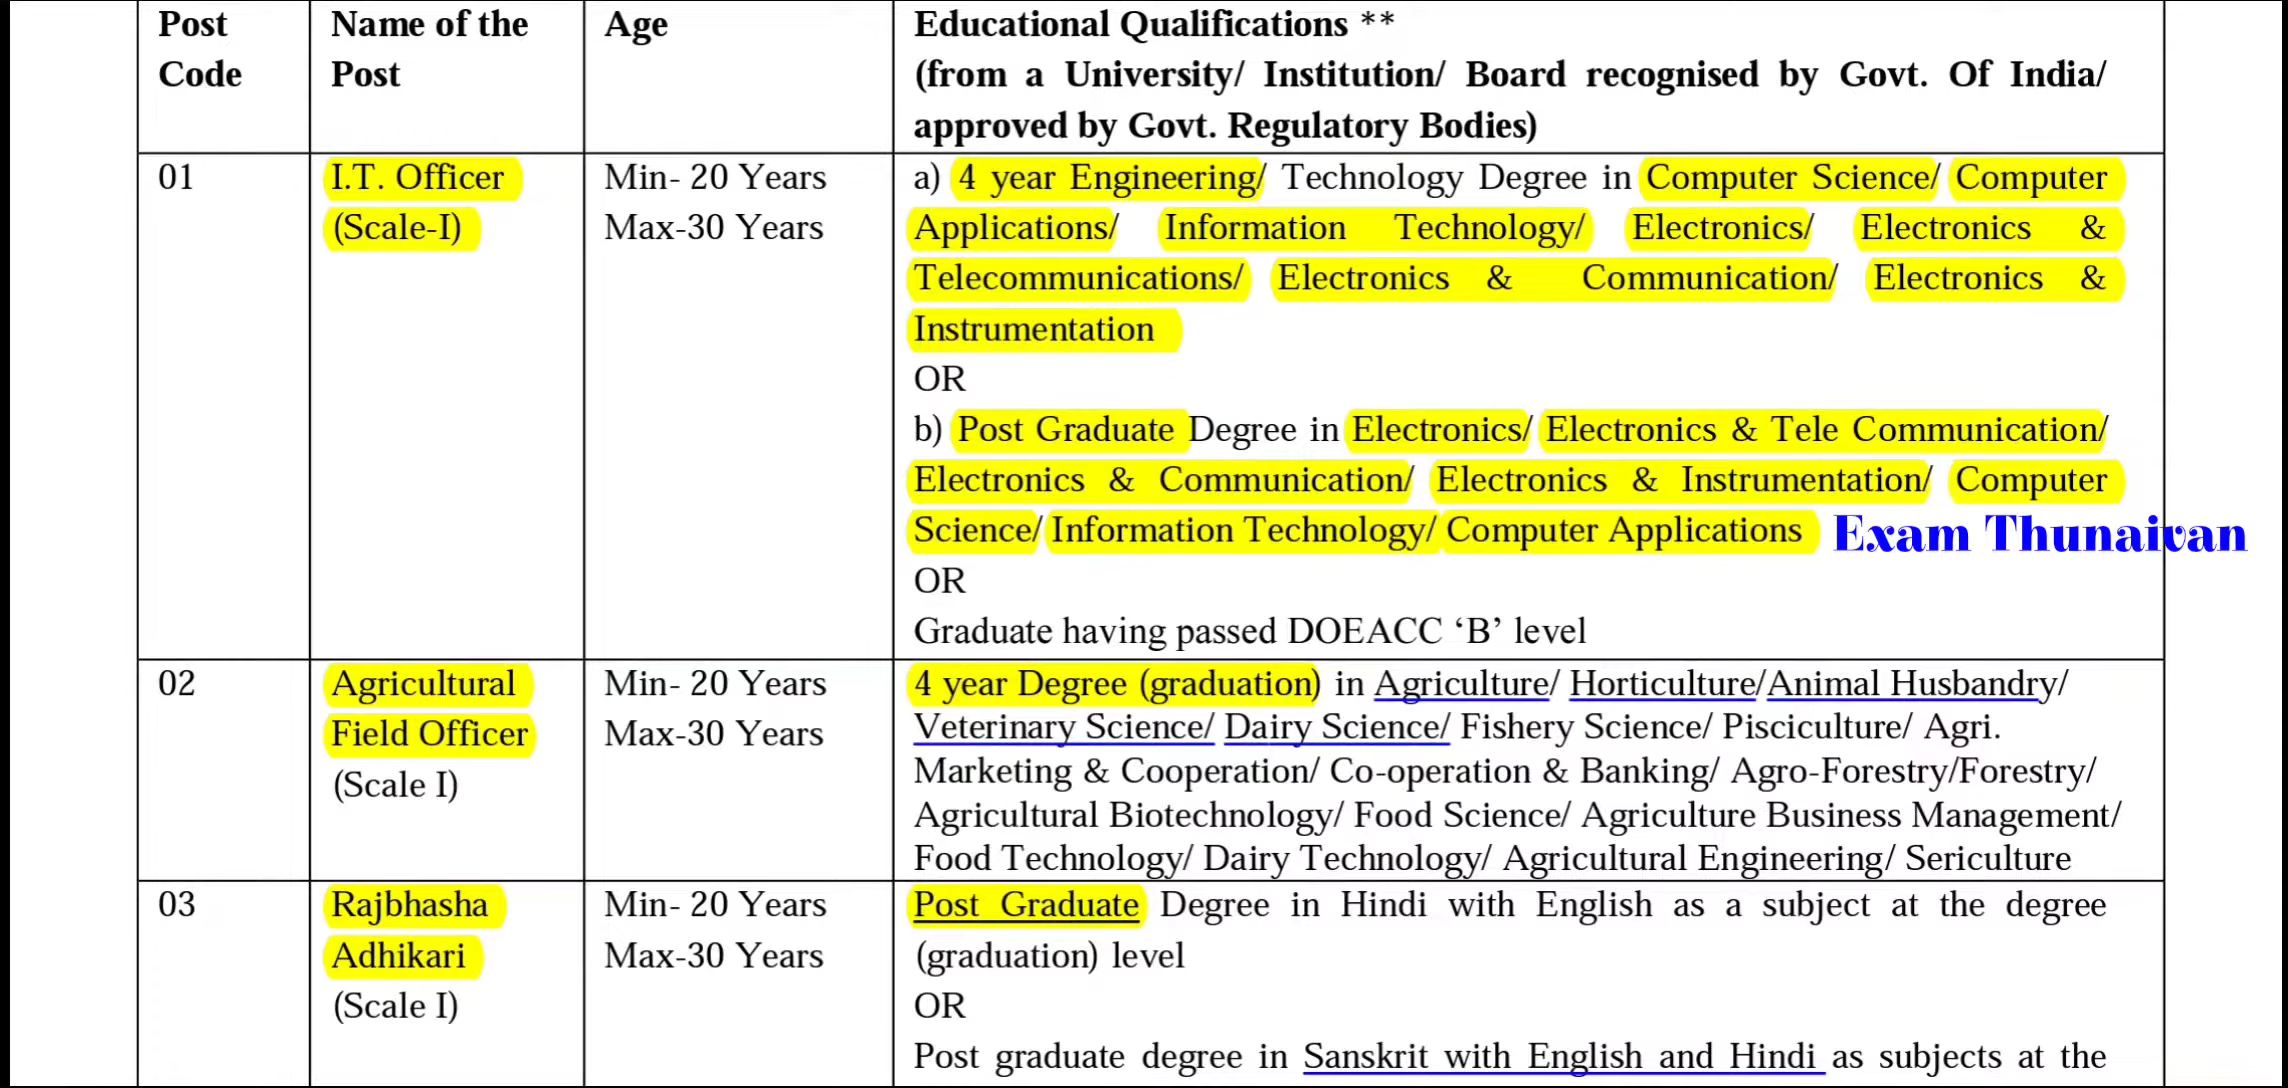 Post Code
Name of the Post
Age
Educational Qualifications **
(from a University/ Institution/ Board recognised by Govt. Of India/
approved by Govt. Regulatory Bodies)
01
I.T. Officer
(Scale-I)
Min- 20 Years
Max-30 Years
a) 4 year Engineering/ Technology Degree in Computer Science/ Computer
Applications/ Information Technology/ Electronics/ Electronics &
Telecommunications/ Electronics & Communication/ Electronics &
Instrumentation
OR
b) Post Graduate Degree in Electronics/ Electronics & Tele Communication/
Electronics & Communication/ Electronics & Instrumentation/ Computer
Science/ Information Technology/ Computer Applications
Exam Thunaivan
OR
Graduate having passed DOEACC ‘B’ level
02
Agricultural
Field Officer
(Scale I)
Min- 20 Years
Max-30 Years
4 year Degree (graduation) in Agriculture/ Horticulture/Animal Husbandry/
Veterinary Science/ Dairy Science/ Fishery Science/ Pisciculture/ Agri.
Marketing & Cooperation/ Co-operation & Banking/ Agro-Forestry/Forestry/
Agricultural Biotechnology/ Food Science/ Agriculture Business Management/
Food Technology/ Dairy Technology/ Agricultural Engineering/ Sericulture
03
Rajbhasha
Adhikari
(Scale I)
Min- 20 Years
Max-30 Years
Post Graduate Degree in Hindi with English as a subject at the degree
(graduation) level
OR
Post graduate degree in Sanskrit with English and Hindi as subjects at the